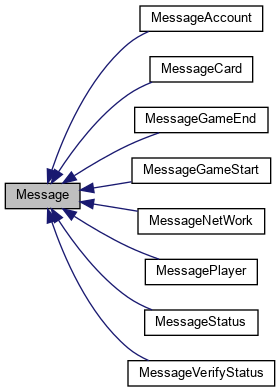 MessageAccount
MessageCard
MessageGameEnd
MessageGameStart
Message
MessageNetWork
MessagePlayer
MessageStatus
MessageVerifyStatus